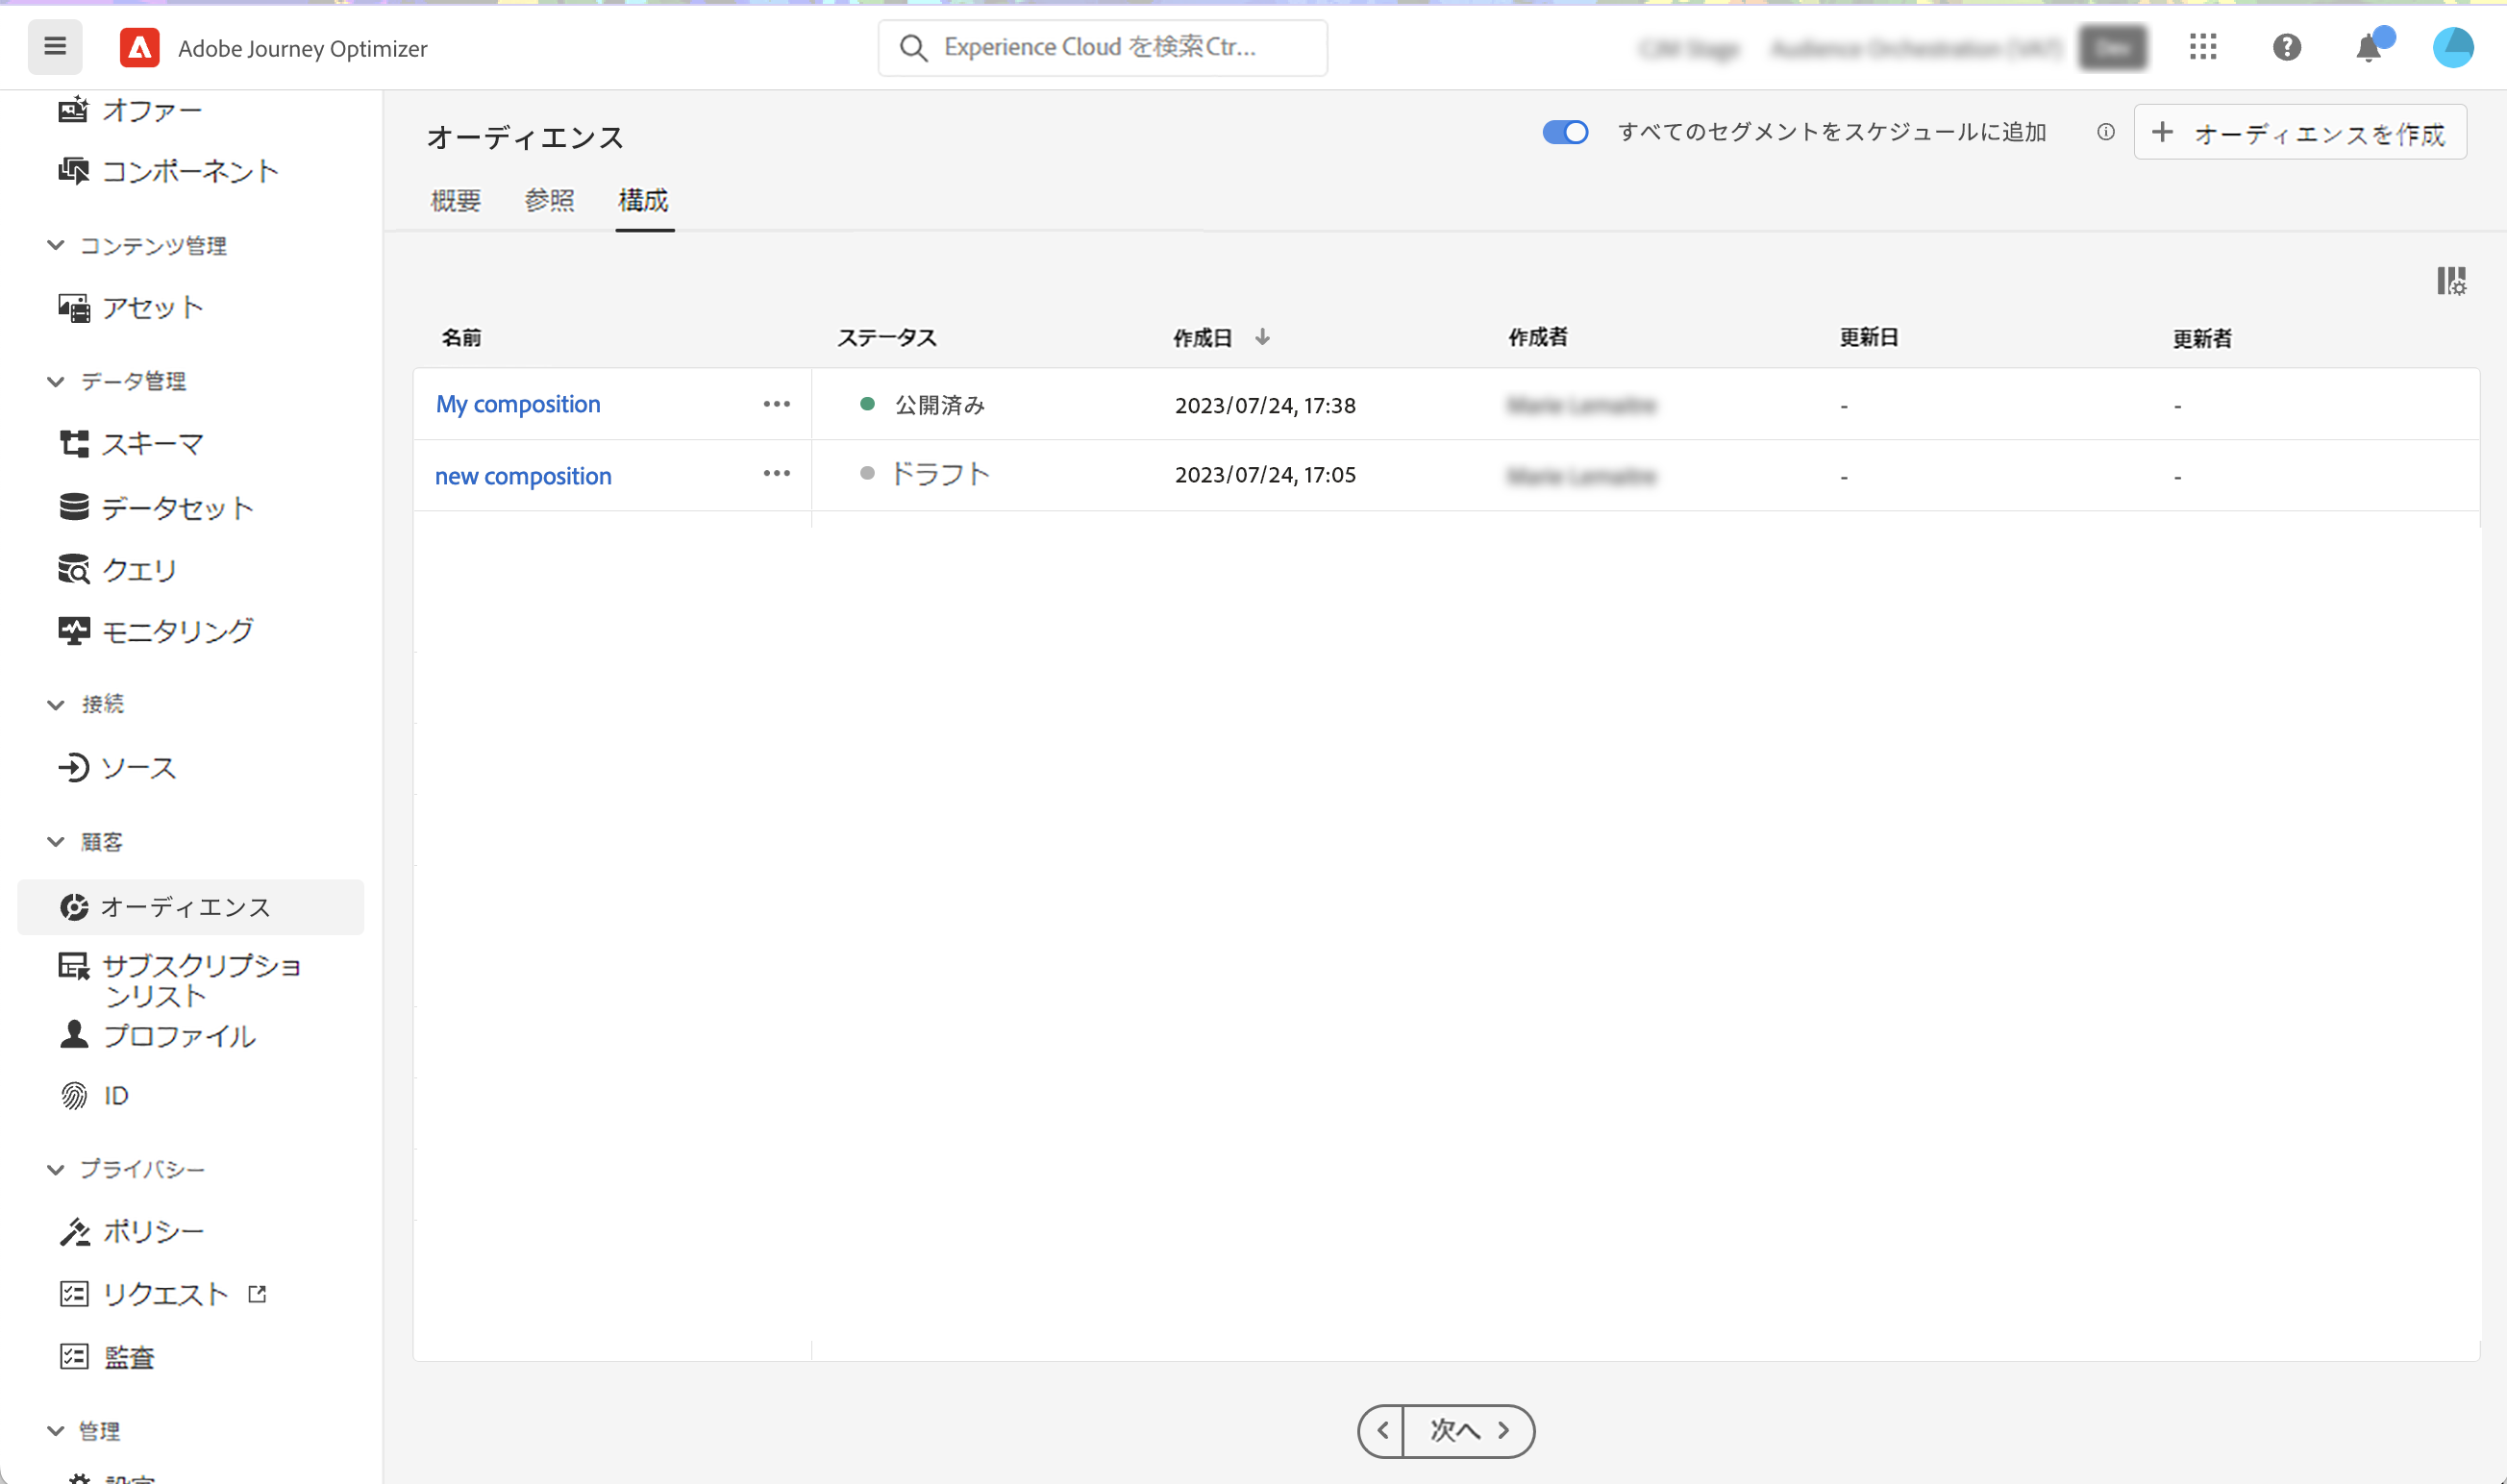 Adobe Journey Optimizer
Experience Cloud を検索Ctr...
オファー
コンポーネント
コンテンツ管理
アセット
データ管理
スキーマ
データセット
クエリ
モニタリング
接続
ソース
顧客
オーディエンス
サブスクリプショ
ンリスト
プロファイル
ID
プライバシー
ポリシー
リクエスト
監査
管理
オーディエンス
すべてのセグメントをスケジュールに追加
オーディエンスを作成
概要 参照 構成
名前 ステータス 作成日 作成者 更新日 更新者
My composition 公開済み 2023/07/24, 17:38 - -
new composition ドラフト 2023/07/24, 17:05 - -
次へ